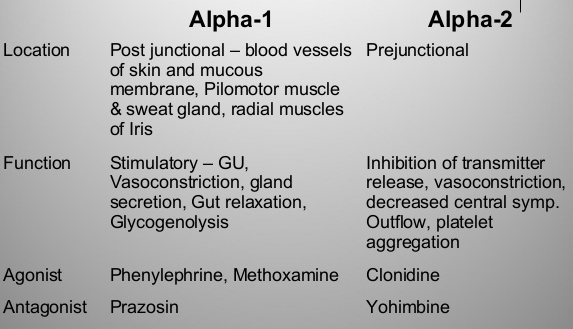 Alpha-1 Alpha-2
Location Post junctional – blood vessels Prejunctional
of skin and mucous
membrane, Pilomotor muscle
& sweat gland, radial muscles
of Iris
Function Stimulatory – GU, Inhibition of transmitter
Vasoconstriction, gland release, vasoconstriction,
secretion, Gut relaxation, decreased central symp.
Glycogenolysis Outflow, platelet
aggregation
Agonist Phenylephrine, Methoxamine Clonidine
Antagonist Prazosin Yohimbine